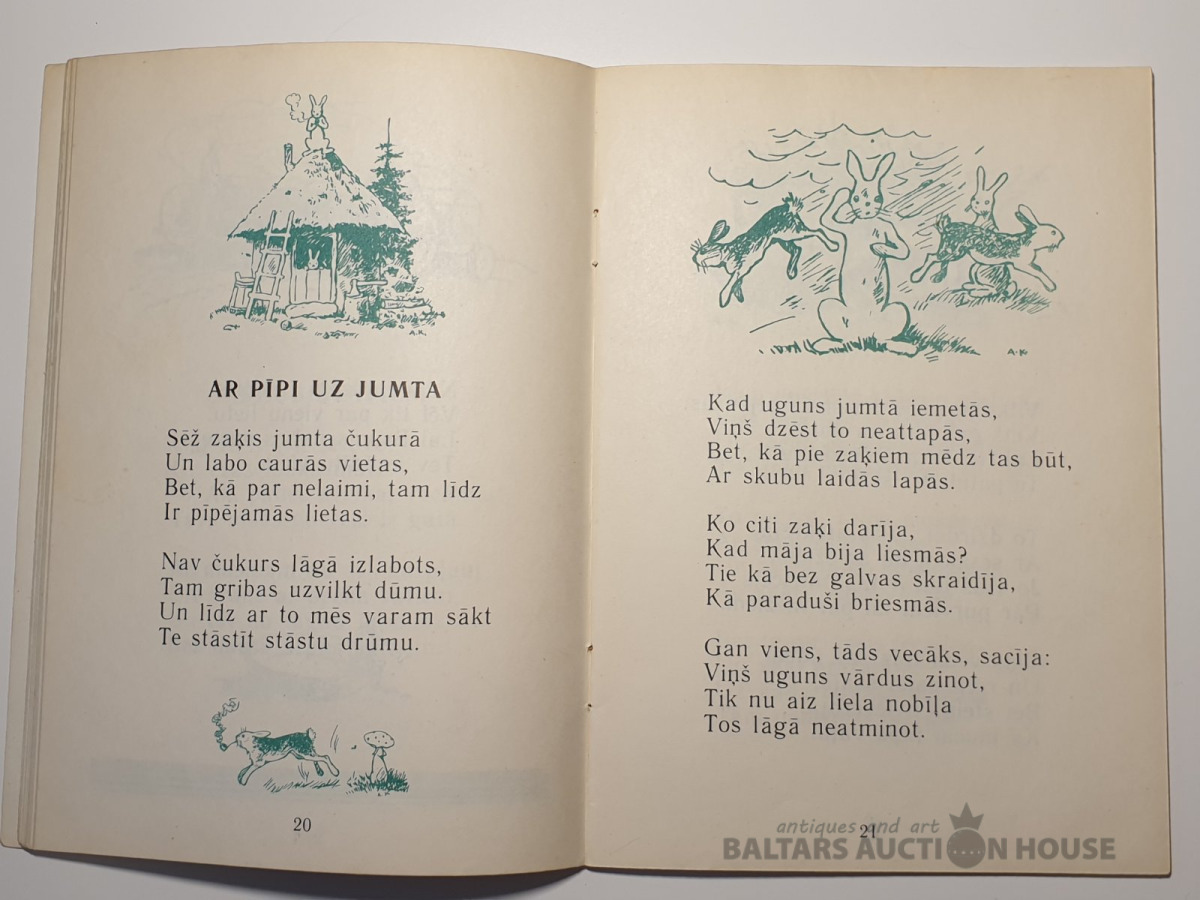 AR PĪPI UZ JUMTA
Sēž zaķis jumta čukurā
Un labo caurās vietas,
Bet, kā par nelaimi, tam līdz
Ir pīpējamās lietas.
Nav čukurs lāgā izlabots,
Tam gribas uzvilkt dūmu.
Un līdz ar to mēs varam sākt
Te stāstīt stāstu drūmu.
20
A.K.
Kad uguns jumtā iemetās,
Viņš dzēst to neattapās,
Bet, kā pie zaķiem mēdz tas būt,
Ar skubu laidās lapās.
Ko citi zaķi darīja,
Kad māja bija liesmās?
Tie kā bez galvas skraidīja,
Kā paraduši briesmās.
Gan viens, tāds vecāks, sacīja:
Viņš uguns vārdus zinot,
Tik nu aiz liela nobīļa
Tos lāgā neatminot.
21
antiques and art
BALTARS AUCTION HOUSE